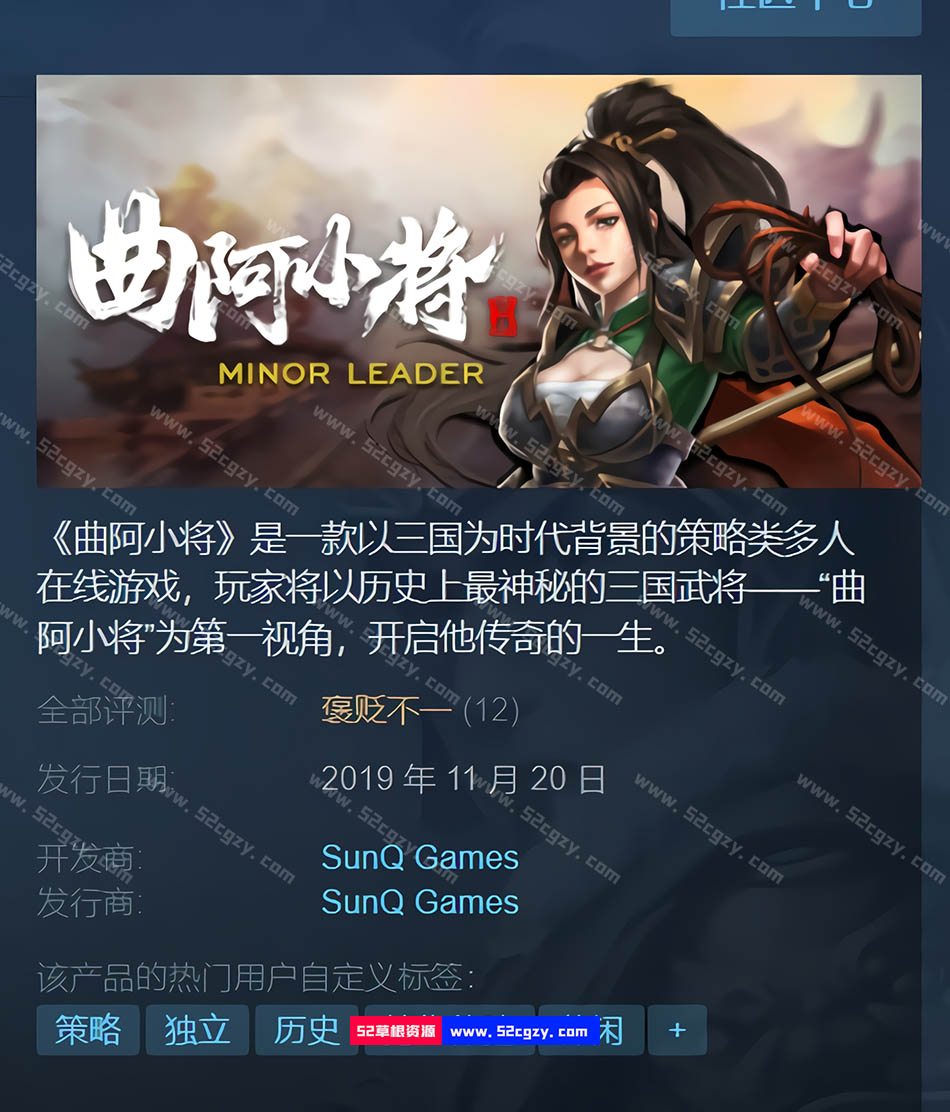 曲阿小将
MINOR LEADER
《曲阿小将》是一款以三国为时代背景的策略类多人
在线游戏，玩家将以历史上最神秘的三国武将——“曲
阿小将”为第一视角，开启他传奇的一生。
全部评测: 褒贬不一 (12)
发行日期: 2019 年 11 月 20 日
开发商: SunQ Games
发行商: SunQ Games
该产品的热门用户自定义标签:
策略 独立 历史 闲 +
52草根资源 www.52cgzy.com
www.52cgzy.com